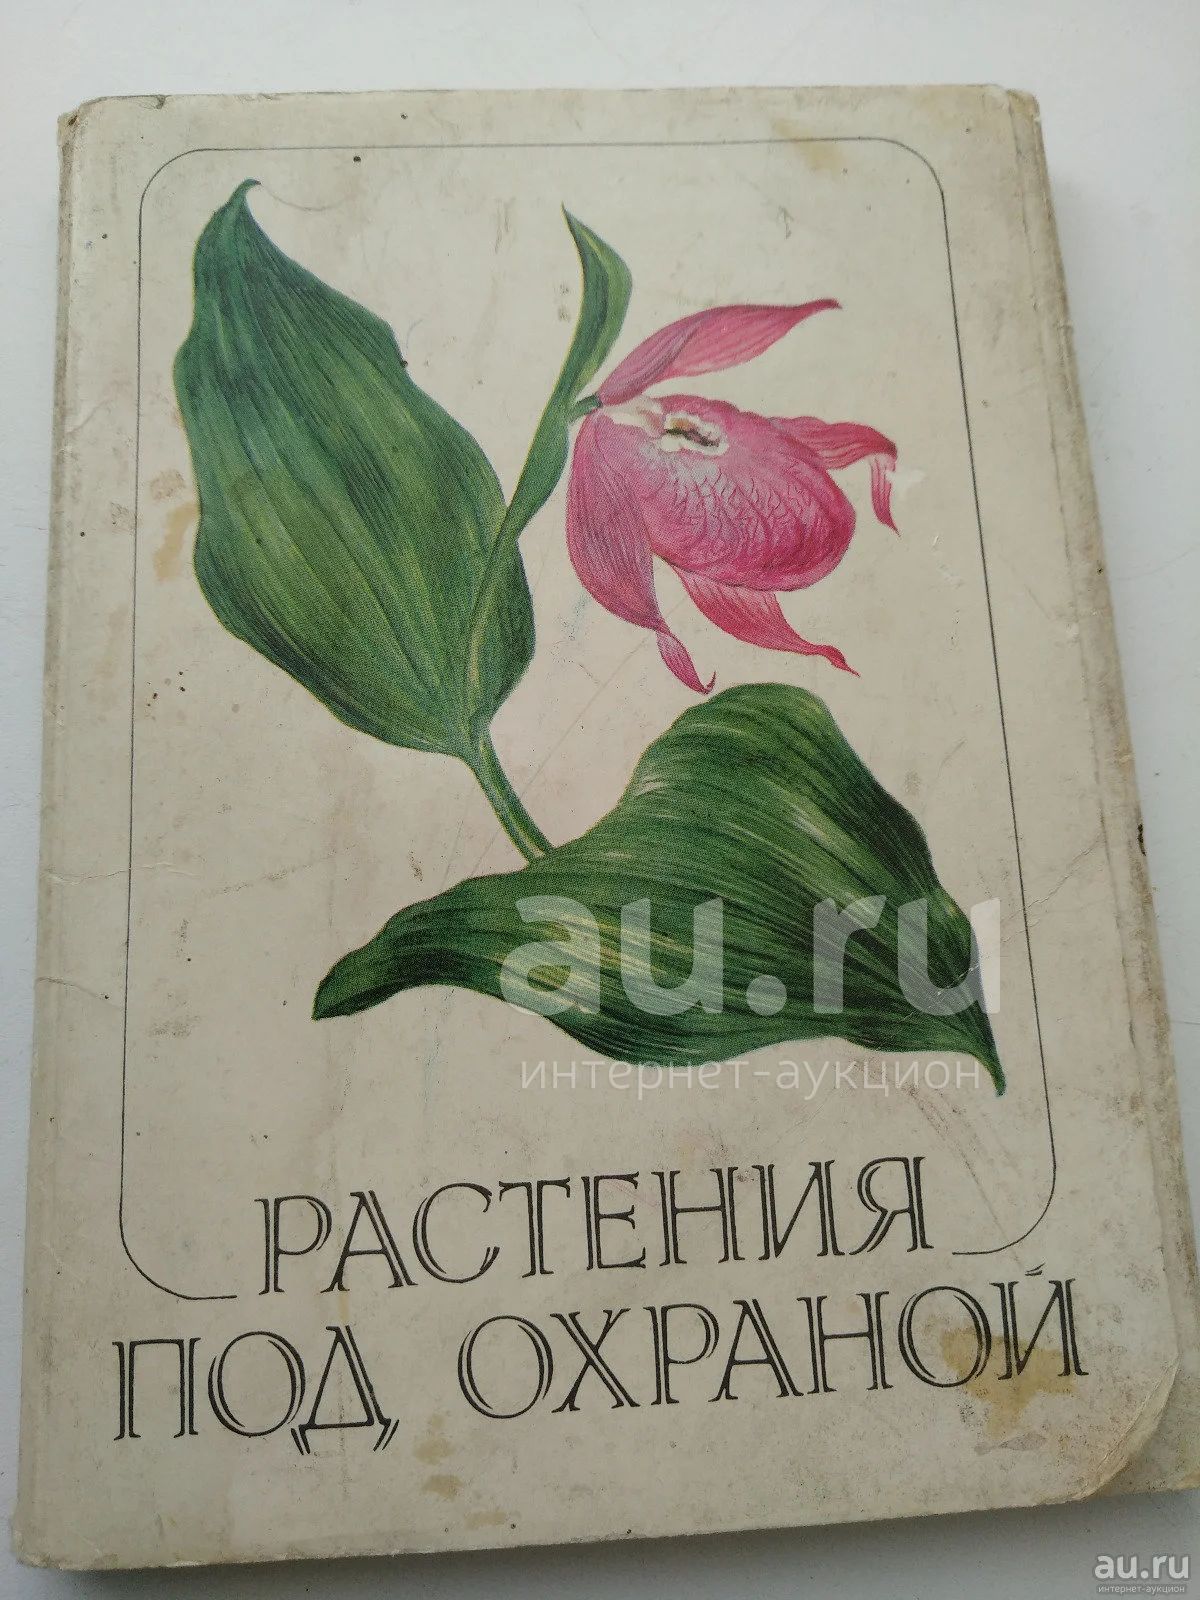 au.ru
интернет-аукцион
РАСТЕНИЯ
ПОД ОХРАНОЙ
au.ru
интернет-аукцион